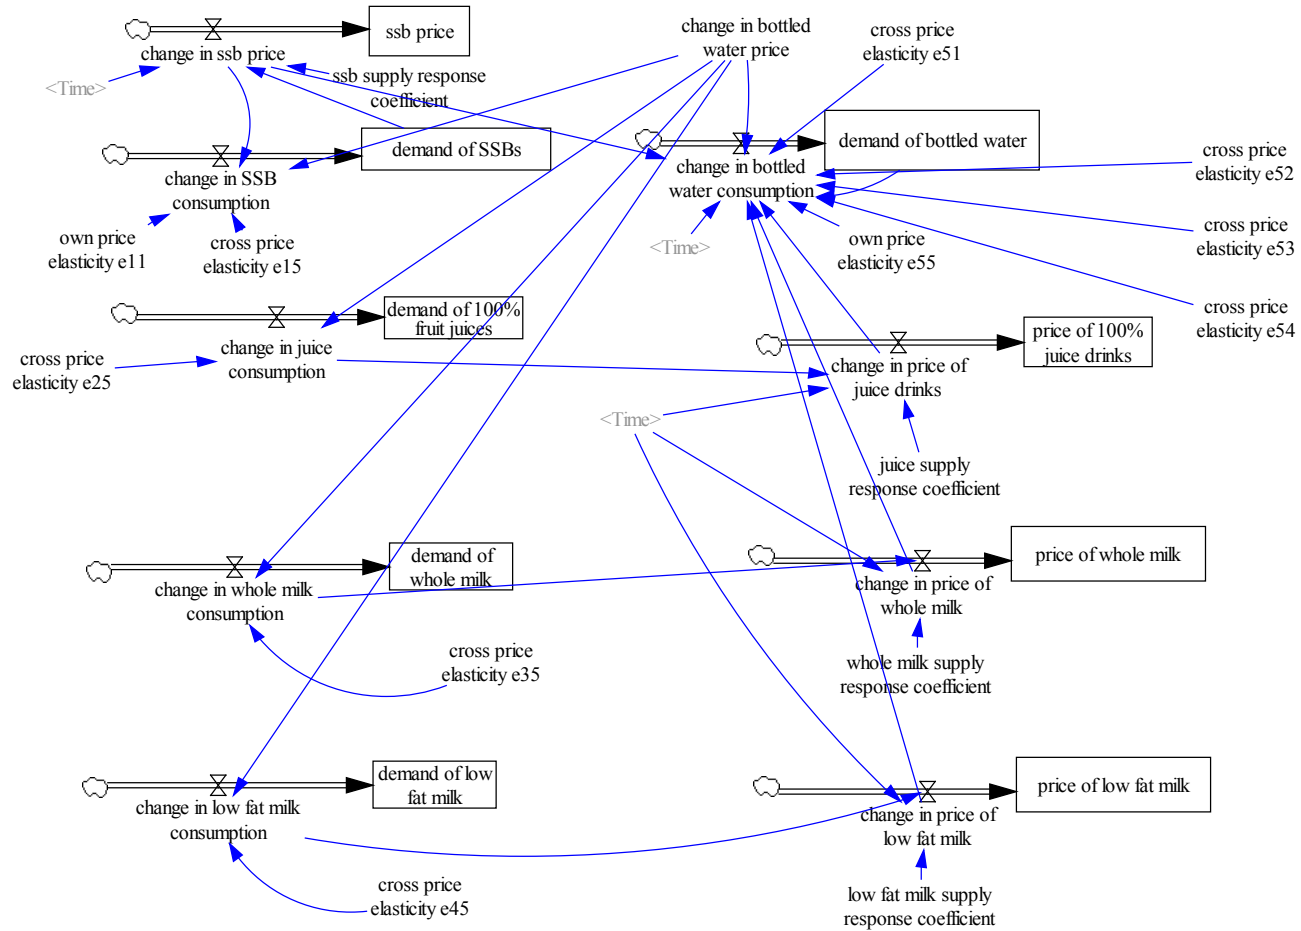 ssb price
change in ssb price
<Time>
ssb supply response
coefficient
change in bottled
water price
cross price
elasticity e51
demand of SSBs
change in SSB
consumption
own price
elasticity e11
cross price
elasticity e15
demand of bottled water
change in bottled
water consumption
<Time>
own price
elasticity e55
cross price
elasticity e52
cross price
elasticity e53
cross price
elasticity e54
demand of 100%
fruit juices
change in juice
consumption
cross price
elasticity e25
price of 100%
juice drinks
change in price of
juice drinks
<Time>
juice supply
response coefficient
demand of
whole milk
change in whole milk
consumption
cross price
elasticity e35
price of whole milk
change in price of
whole milk
whole milk supply
response coefficient
demand of low
fat milk
change in low fat milk
consumption
cross price
elasticity e45
price of low fat milk
change in price of
low fat milk
low fat milk supply
response coefficient